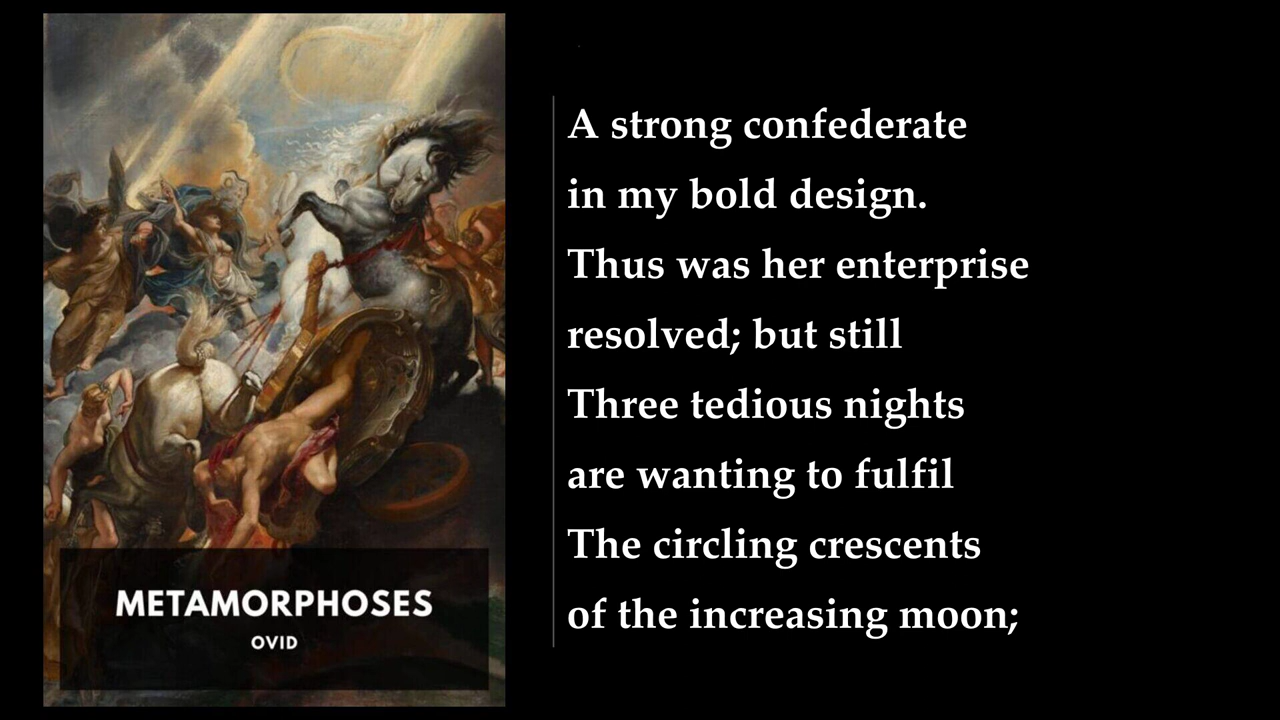 METAMORPHOSES
OVID
A strong confederate
in my bold design.
Thus was her enterprise
resolved; but still
Three tedious nights
are wanting to fulfil
The circling crescents
of the increasing moon;